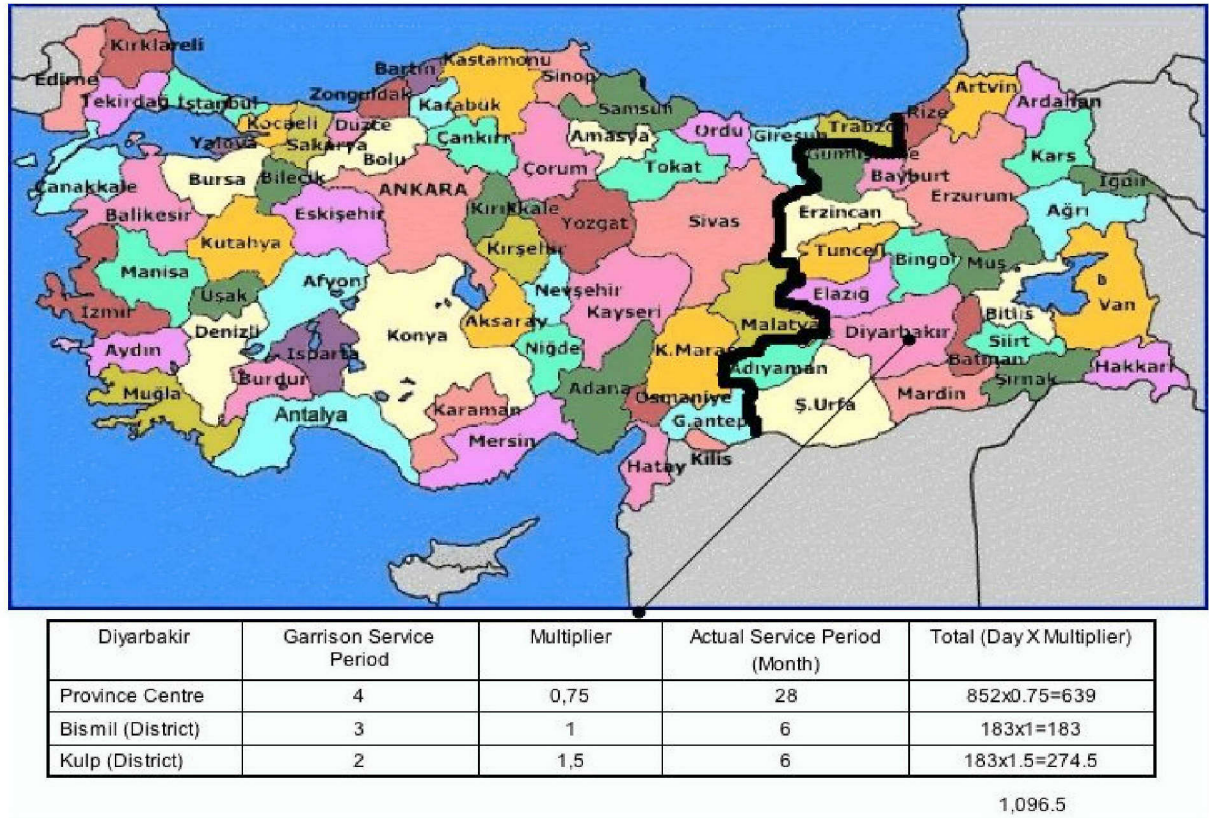 Kırklareli
Edirne
Tekirdağ
İstanbul
Kocaeli
Yalova
Sakarya
Düzce
Zonguldak
Bartın
Karabük
Kastamonu
Sinop
Samsun
Çankırı
Bolu
Amasya
Ordu
Giresun
Trabzon
Rize
Artvin
Ardahan
Çanakkale
Bursa
Bilecik
ANKARA
Çorum
Tokat
Gümüşhane
Bayburt
Erzurum
Kars
Iğdır
Balikesir
Kutahya
Eskişehir
Kırıkkale
Yozgat
Sivas
Erzincan
Ağrı
Manisa
Uşak
Afyon
Kırşehir
Nevşehir
Kayseri
Tunceli
Bingol
Muş
Van
Izmir
Denizli
Isparta
Konya
Aksaray
Niğde
Malatya
Elazığ
Diyarbakır
Bitlis
Siirt
Batman
Aydın
Burdur
K.Maraş
Adıyaman
Mardin
Şırnak
Hakkari
Muğla
Antalya
Karaman
Mersin
Adana
Osmaniye
G.antep
Ş.Urfa
Hatay
Kilis
Diyarbakir Garrison Service Period Multiplier Actual Service Period (Month) Total (Day X Multiplier)
Province Centre 4 0,75 28 852x0.75=639
Bismil (District) 3 1 6 183x1=183
Kulp (District) 2 1,5 6 183x1.5=274.5
1,096.5